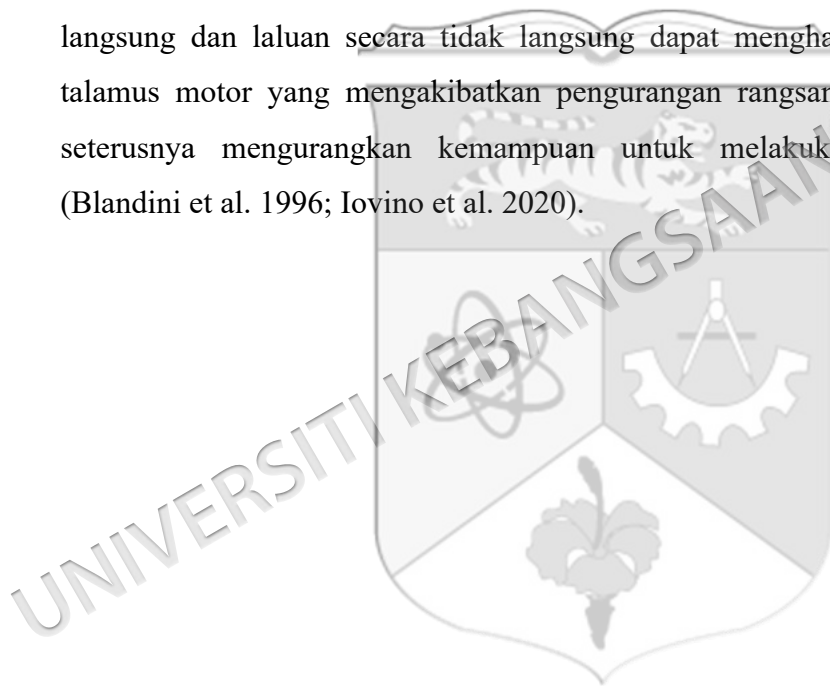 langsung dan laluan secara tidak langsung dapat mengha
talamus motor yang mengakibatkan pengurangan rangsan
seterusnya mengurangkan kemampuan untuk melakuk
(Blandini et al. 1996; Iovino et al. 2020).
UNIVERSITI KEBANGSAAN